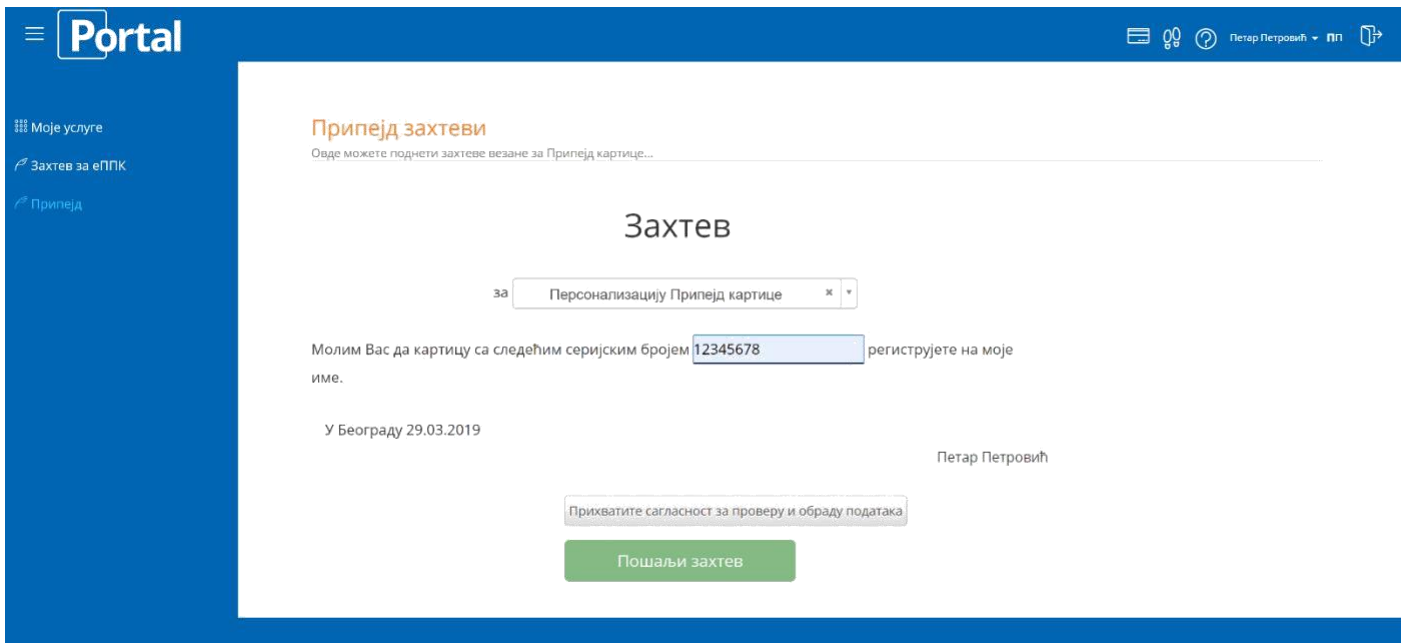 Portal
Петар Петровић
ПП
Моје услуге
Захтев за еППК
Припејд
Припејд захтеви
Овде можете поднети захтеве везане за Припејд картице...
Захтев
за Персонализацију Припејд картице
Молим Вас да картицу са следећим серијским бројем 12345678 региструјете на моје
име.
У Београду 29.03.2019
Петар Петровић
Прихватите сагласност за проверу и обраду података
Пошаљи захтев